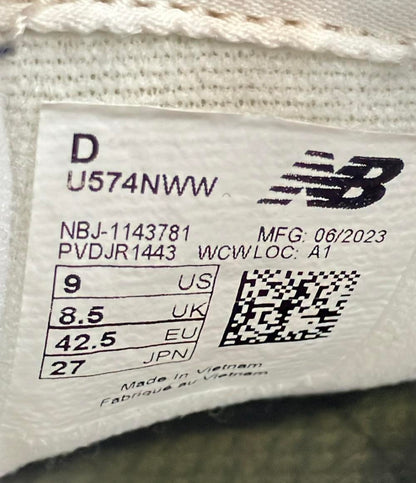 D
U574NWW
NB
NBJ-1143781 MFG: 06/2023
PVDJR1443 WCWLOC: A1
9 US
8.5 UK
42.5 EU
27 JPN
Made in Vietnam
Fabriqué au Vietnam